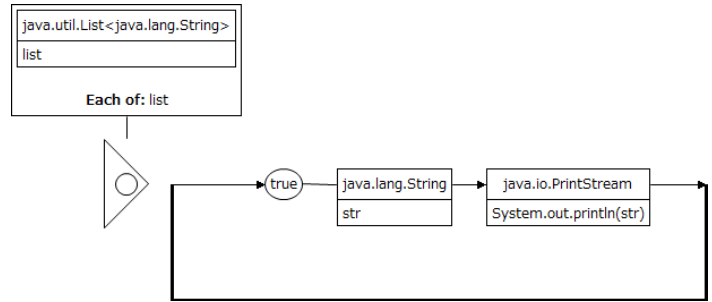 java.util.List<java.lang.String>
list
Each of: list
true
java.lang.String
str
java.io.PrintStream
System.out.println(str)